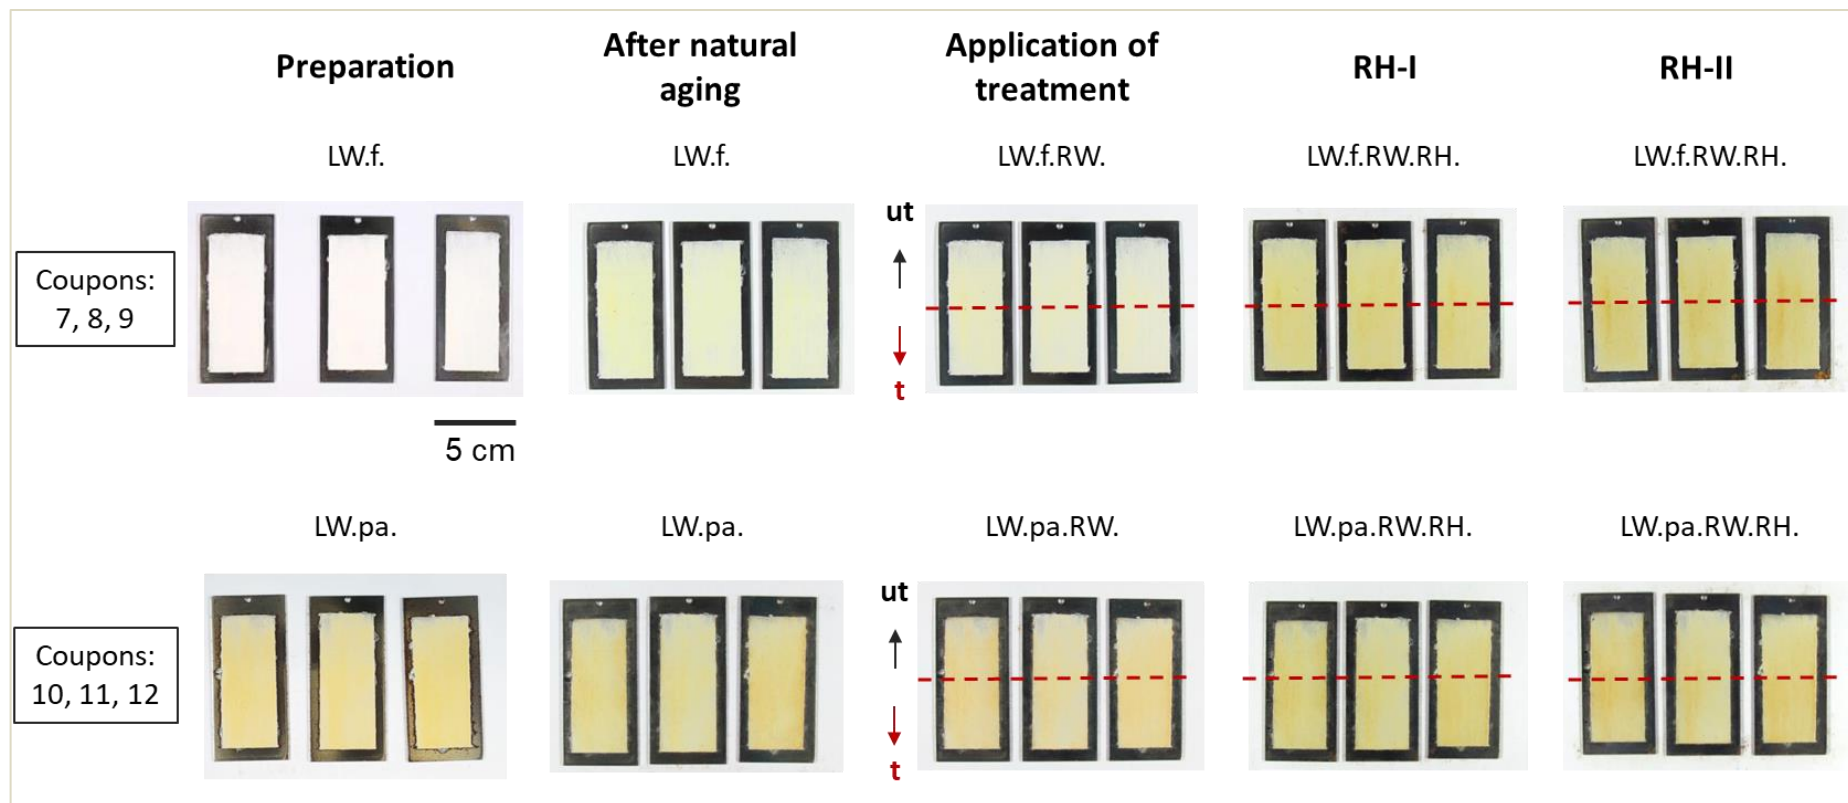 Preparation
After natural
aging
Application of
treatment
RH-I
RH-II
LW.f.
LW.f.
LW.f.RW.
LW.f.RW.RH.
LW.f.RW.RH.
Coupons:
7, 8, 9
ut
t
5 cm
LW.pa.
LW.pa.
LW.pa.RW.
LW.pa.RW.RH.
LW.pa.RW.RH.
Coupons:
10, 11, 12
ut
t